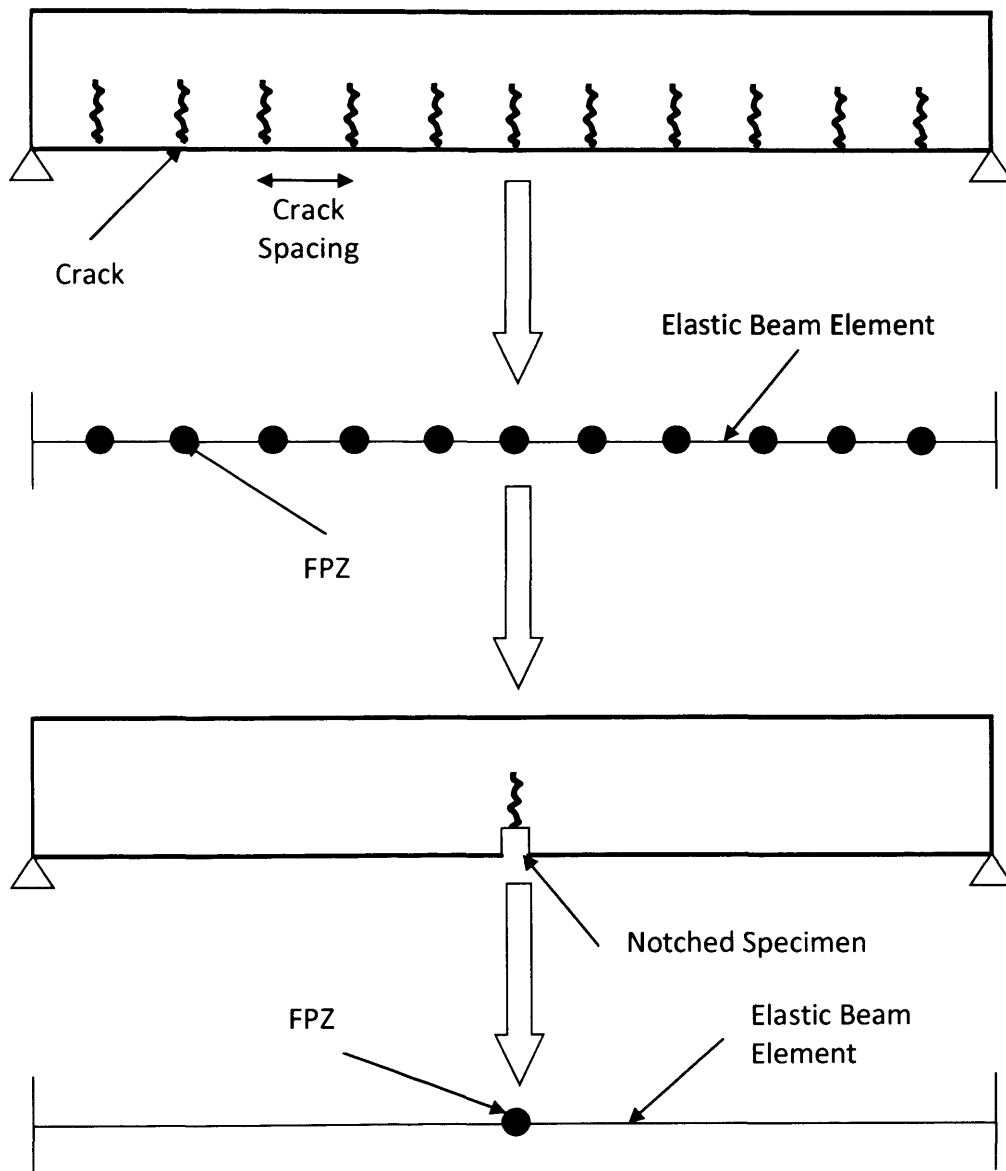 Crack
Spacing
Crack
Elastic Beam Element
FPZ
Notched Specimen
FPZ
Elastic Beam
Element